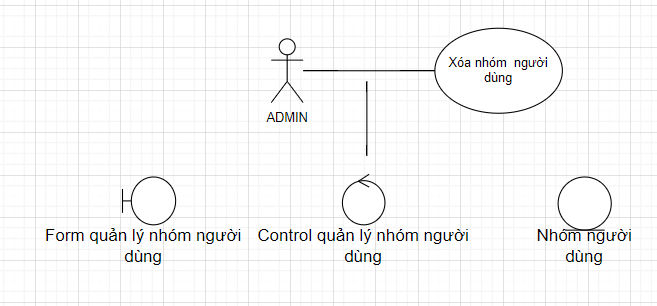 Xóa nhóm người
dùng
ADMIN
Form quản lý nhóm người
dùng
Control quản lý nhóm người
dùng
Nhóm người
dùng